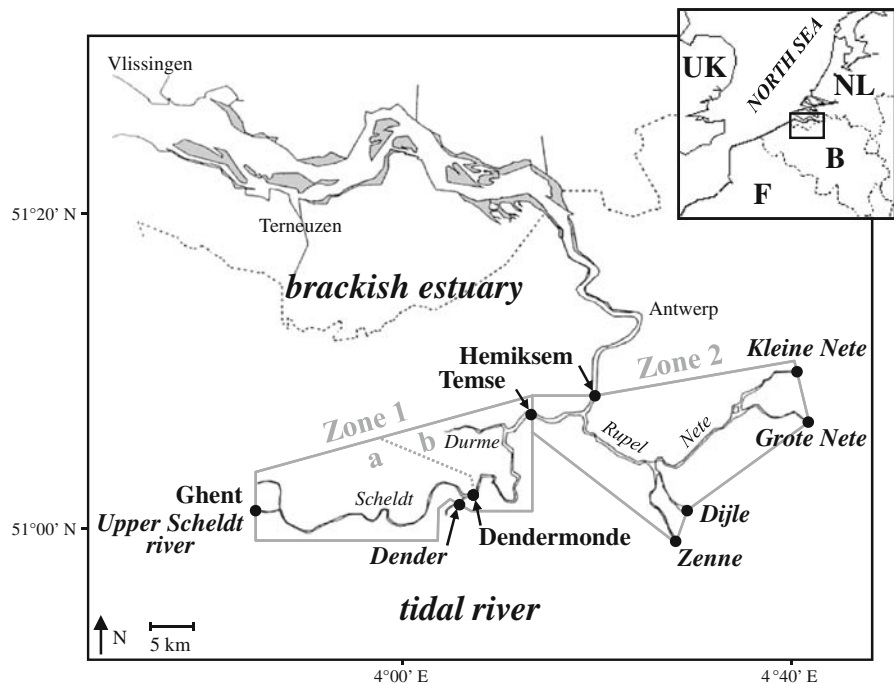 Vlissingen
UK
NORTH SEA
NL
B
F
51°20' N
Terneuzen
brackish estuary
Antwerp
Hemiksem
Temse
Zone 2
Kleine Nete
Zone 1
a
b
Durme
Rupel
Nete
Grote Nete
Ghent
Upper Scheldt
river
Scheldt
51°00' N
Dender
Dendermonde
Dijle
Zenne
tidal river
N
5 km
4°00' E
4°40' E